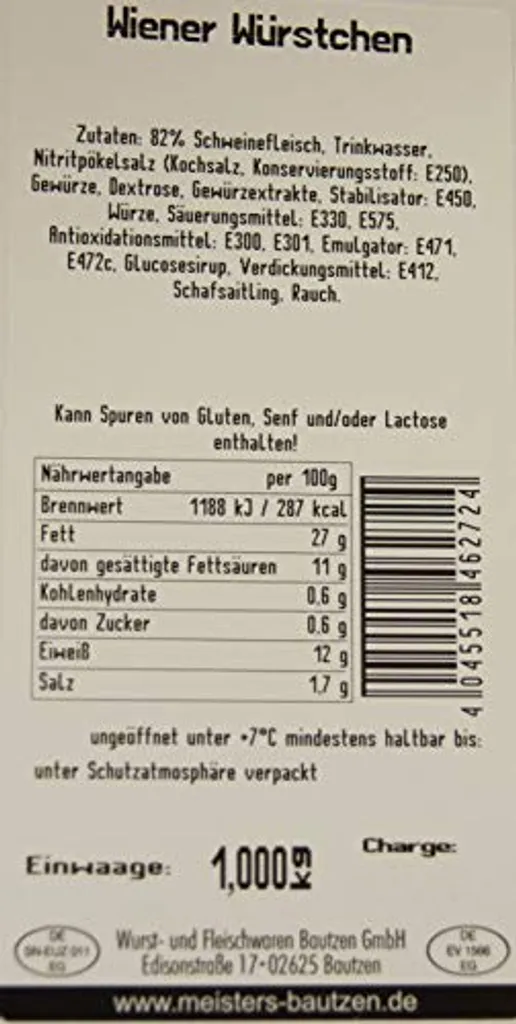 Wiener Würstchen
Zutaten: 82% Schweinefleisch, Trinkwasser,
Nitritpökelsalz (Kochsalz, Konservierungsstoff: E250),
Gewürze, Dextrose, Gewürzextrakte, Stabilisator: E450,
Würze, Säuerungsmittel: E330, E575,
Antioxidationsmittel: E300, E301, Emulgator: E471,
E472c, Glucosesirup, Verdickungsmittel: E412,
Schafsaitling, Rauch.
Kann Spuren von Gluten, Senf und/oder Lactose
enthalten!
Nährwertangabe per 100g
Brennwert 1188 kJ / 287 kcal
Fett 27 g
davon gesättigte Fettsäuren 11 g
Kohlenhydrate 0,6 g
davon Zucker 0,6 g
Eiweiß 12 g
Salz 1,7 g
4 045518 462724
ungeöffnet unter +7°C mindestens haltbar bis:
unter Schutzatmosphäre verpackt
Einwaage: 1,000 kg
Charge:
DE
EG
Wurst- und Fleischwaren Bautzen GmbH
Edisonstraße 17 · 02625 Bautzen
DE
EV 1566
EG
www.meisters-bautzen.de